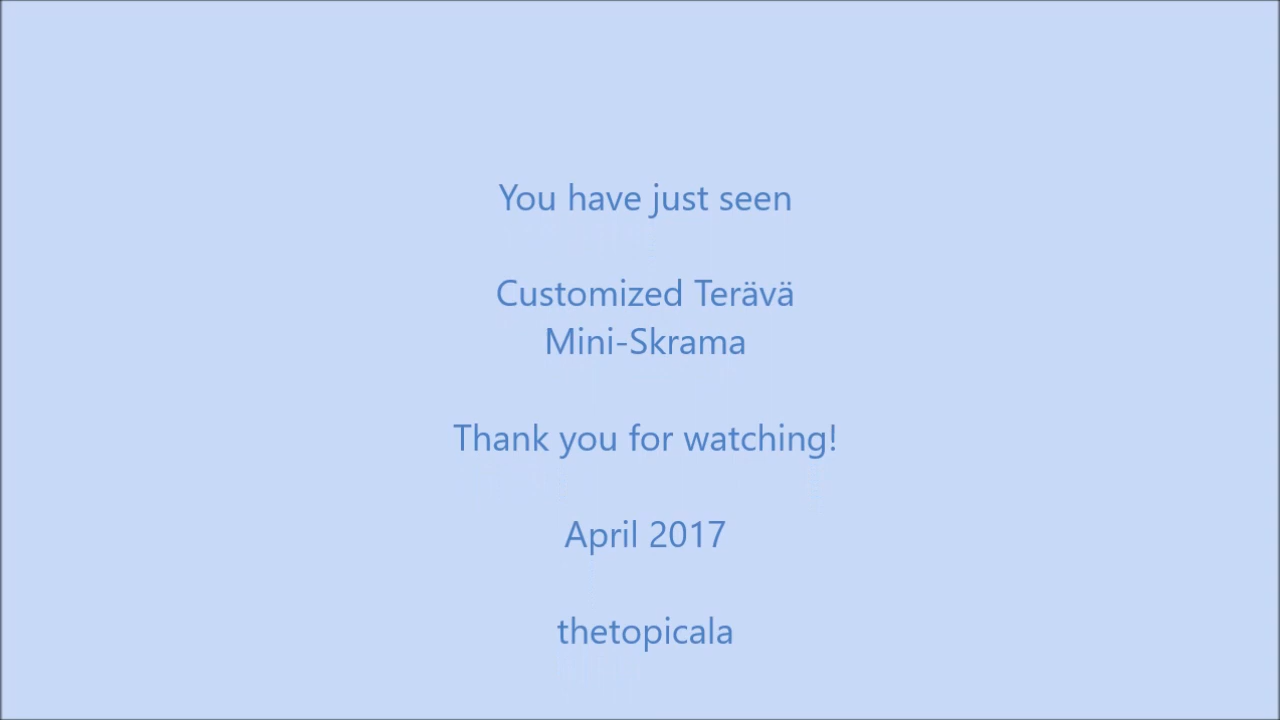 You have just seen
Customized Terävä
Mini-Skrama
Thank you for watching!
April 2017
thetopicala